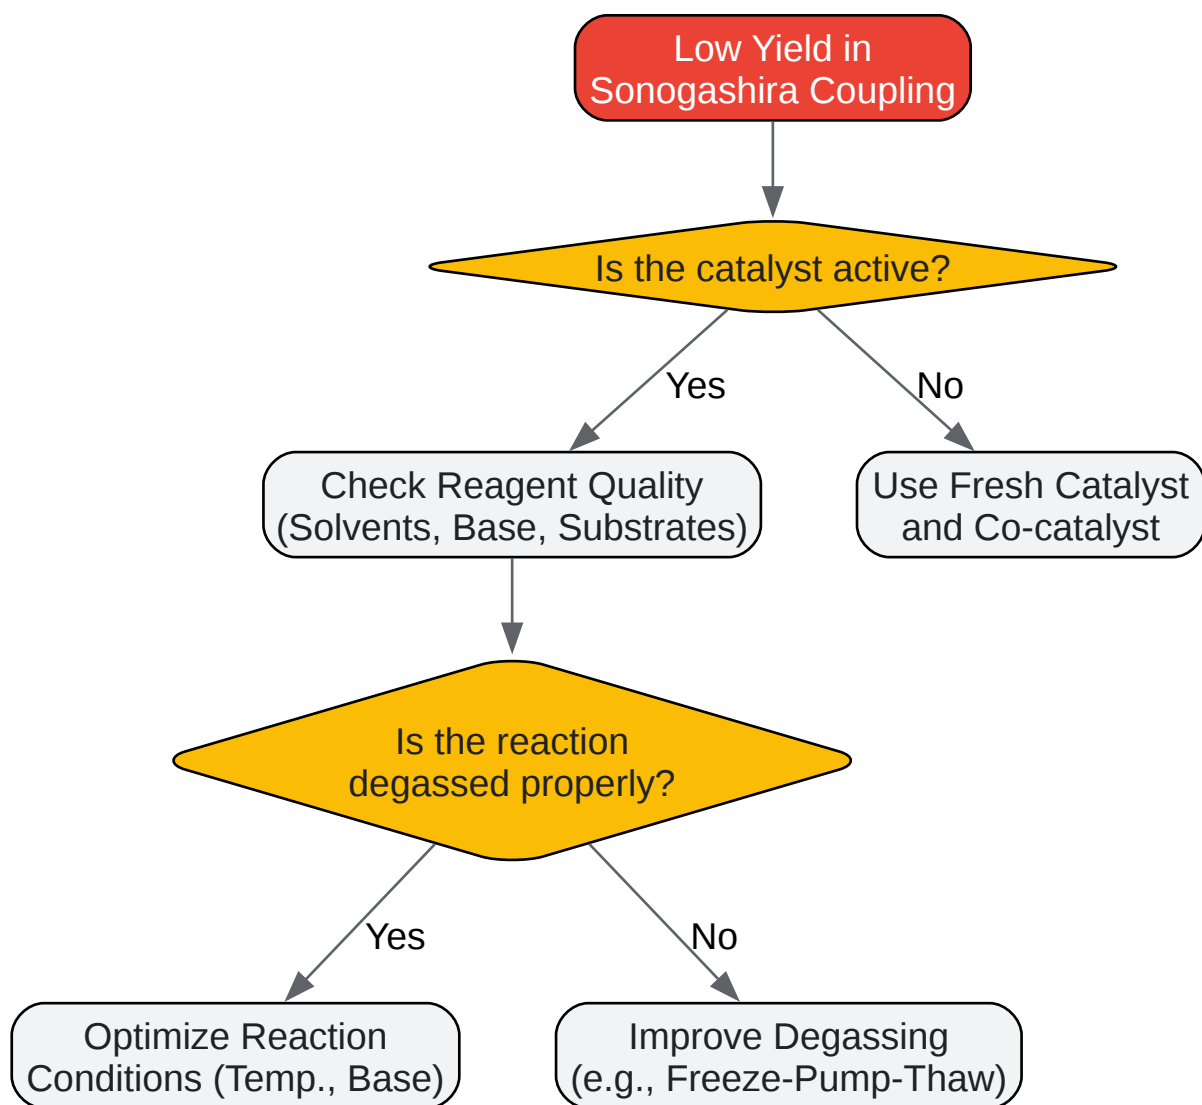 Low Yield in
Sonogashira Coupling
Is the catalyst active?
Yes
No
Check Reagent Quality
(Solvents, Base, Substrates)
Use Fresh Catalyst
and Co-catalyst
Is the reaction
degassed properly?
Yes
No
Optimize Reaction
Conditions (Temp., Base)
Improve Degassing
(e.g., Freeze-Pump-Thaw)